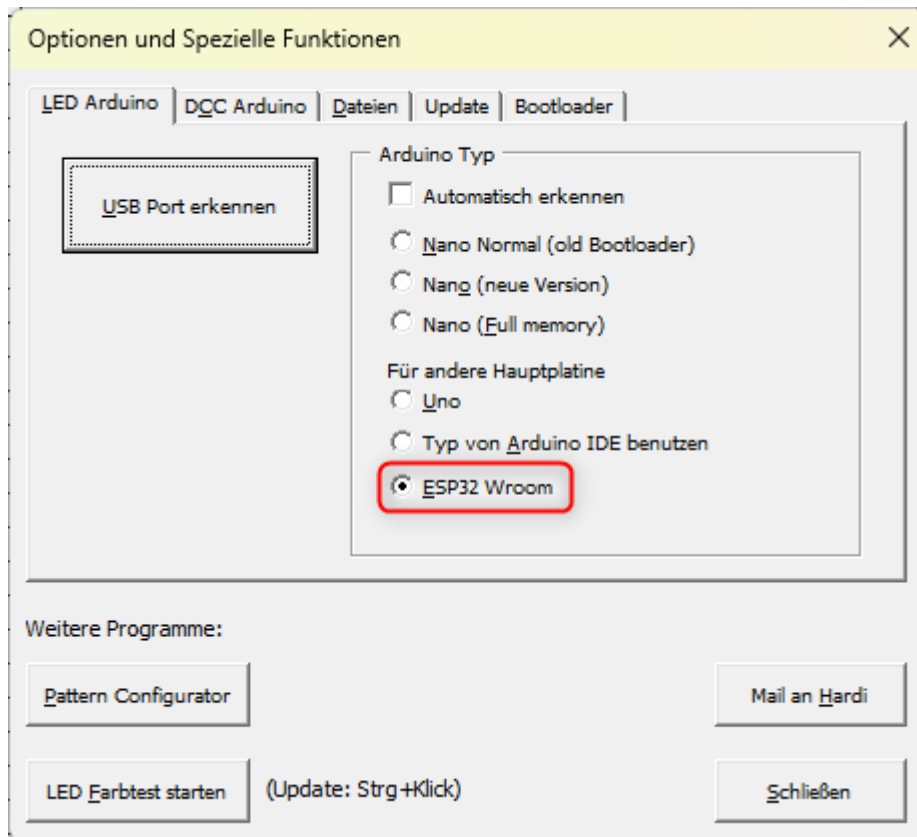 Optionen und Spezielle Funktionen
LED Arduino DCC Arduino Dateien Update Bootloader
USB Port erkennen
Arduino Typ
Automatisch erkennen
Nano Normal (old Bootloader)
Nano (neue Version)
Nano (Full memory)
Für andere Hauptplatine
Uno
Typ von Arduino IDE benutzen
ESP32 Wroom
Weitere Programme:
Pattern Configurator
Mail an Hardi
LED Farbtest starten (Update: Strg+Klick)
Schließen